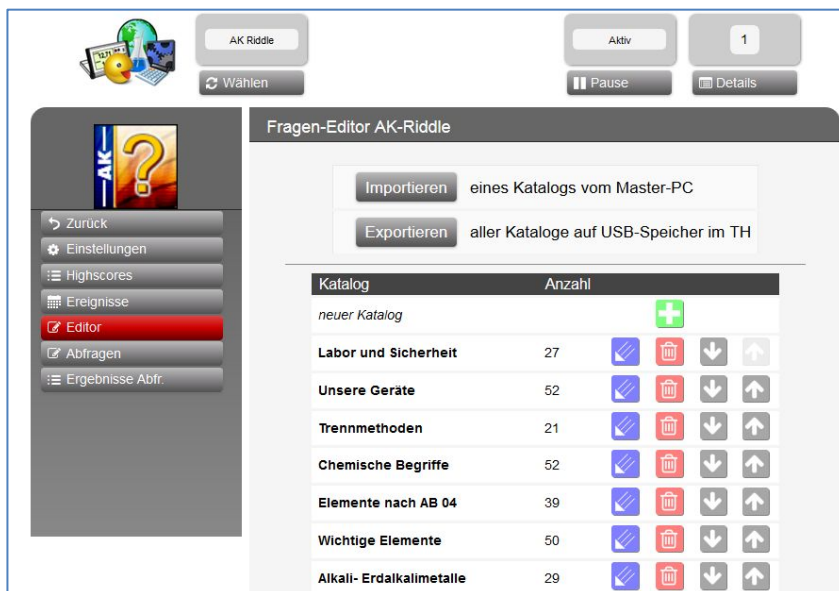 AK Riddle
Aktiv
1
Wählen
Pause
Details
AK
?
Zurück
Einstellungen
Highscores
Ereignisse
Editor
Abfragen
Ergebnisse Abfr.
Fragen-Editor AK-Riddle
Importieren eines Katalogs vom Master-PC
Exportieren aller Kataloge auf USB-Speicher im TH
Katalog Anzahl
neuer Katalog
Labor und Sicherheit 27
Unsere Geräte 52
Trennmethoden 21
Chemische Begriffe 52
Elemente nach AB 04 39
Wichtige Elemente 50
Alkali- Erdalkalimetalle 29